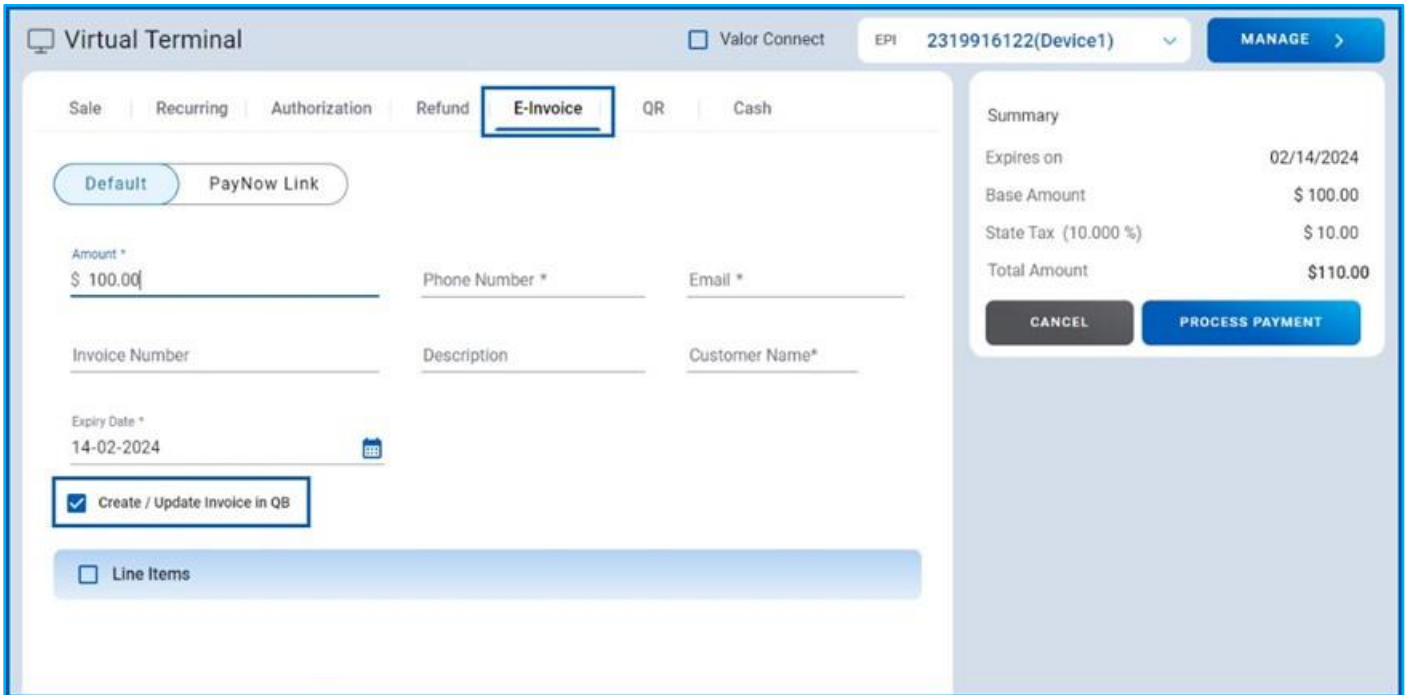 Virtual Terminal
Valor Connect
EPI 2319916122(Device1)
MANAGE >
Sale Recurring Authorization Refund E-Invoice QR Cash
Default PayNow Link
Amount *
$ 100.00
Phone Number *
Email *
Invoice Number
Description
Customer Name*
Expiry Date *
14-02-2024
Create / Update Invoice in QB
Line Items
Summary
Expires on 02/14/2024
Base Amount $ 100.00
State Tax (10.000 %) $ 10.00
Total Amount $110.00
CANCEL
PROCESS PAYMENT